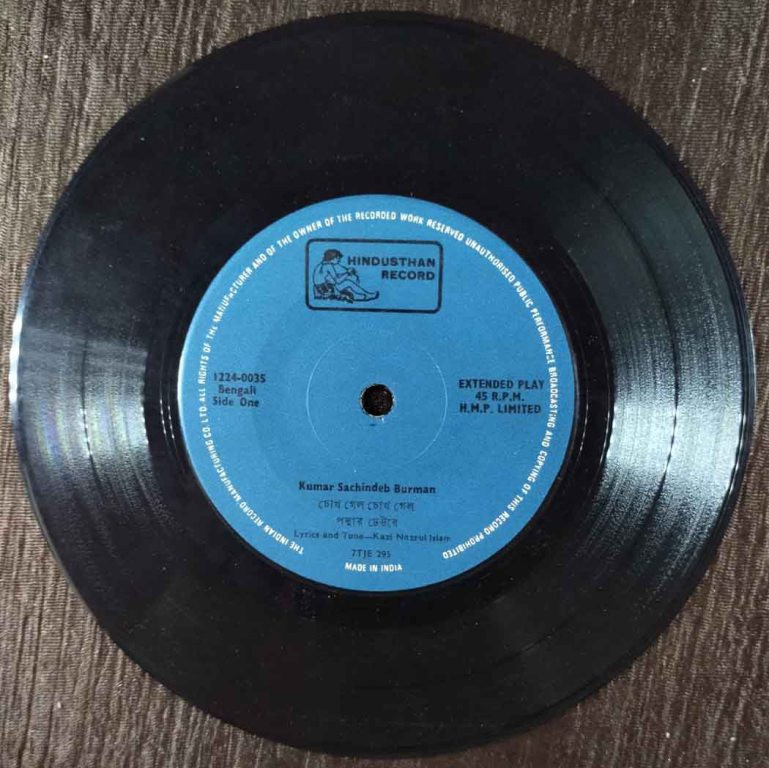 THE INDIAN RECORD MANUFACTURING CO LTD ALL RIGHTS OF THE MANUFACTURER AND OF THE OWNER OF THE RECORDED WORK RESERVED UNAUTHORISED PUBLIC PERFORMANCE BROADCASTING AND COPYING OF THIS RECORD PROHIBITED
HINDUSTHAN
RECORD
1224-0035
Bengali
Side One
EXTENDED PLAY
45 R.P.M.
H.M.P. LIMITED
Kumar Sachindeb Burman
চোখ গেল চোখ গেল
পদ্মার ঢেউরে
Lyrics and Tune—Kazi Nazrul Islam
7TJE 295
MADE IN INDIA